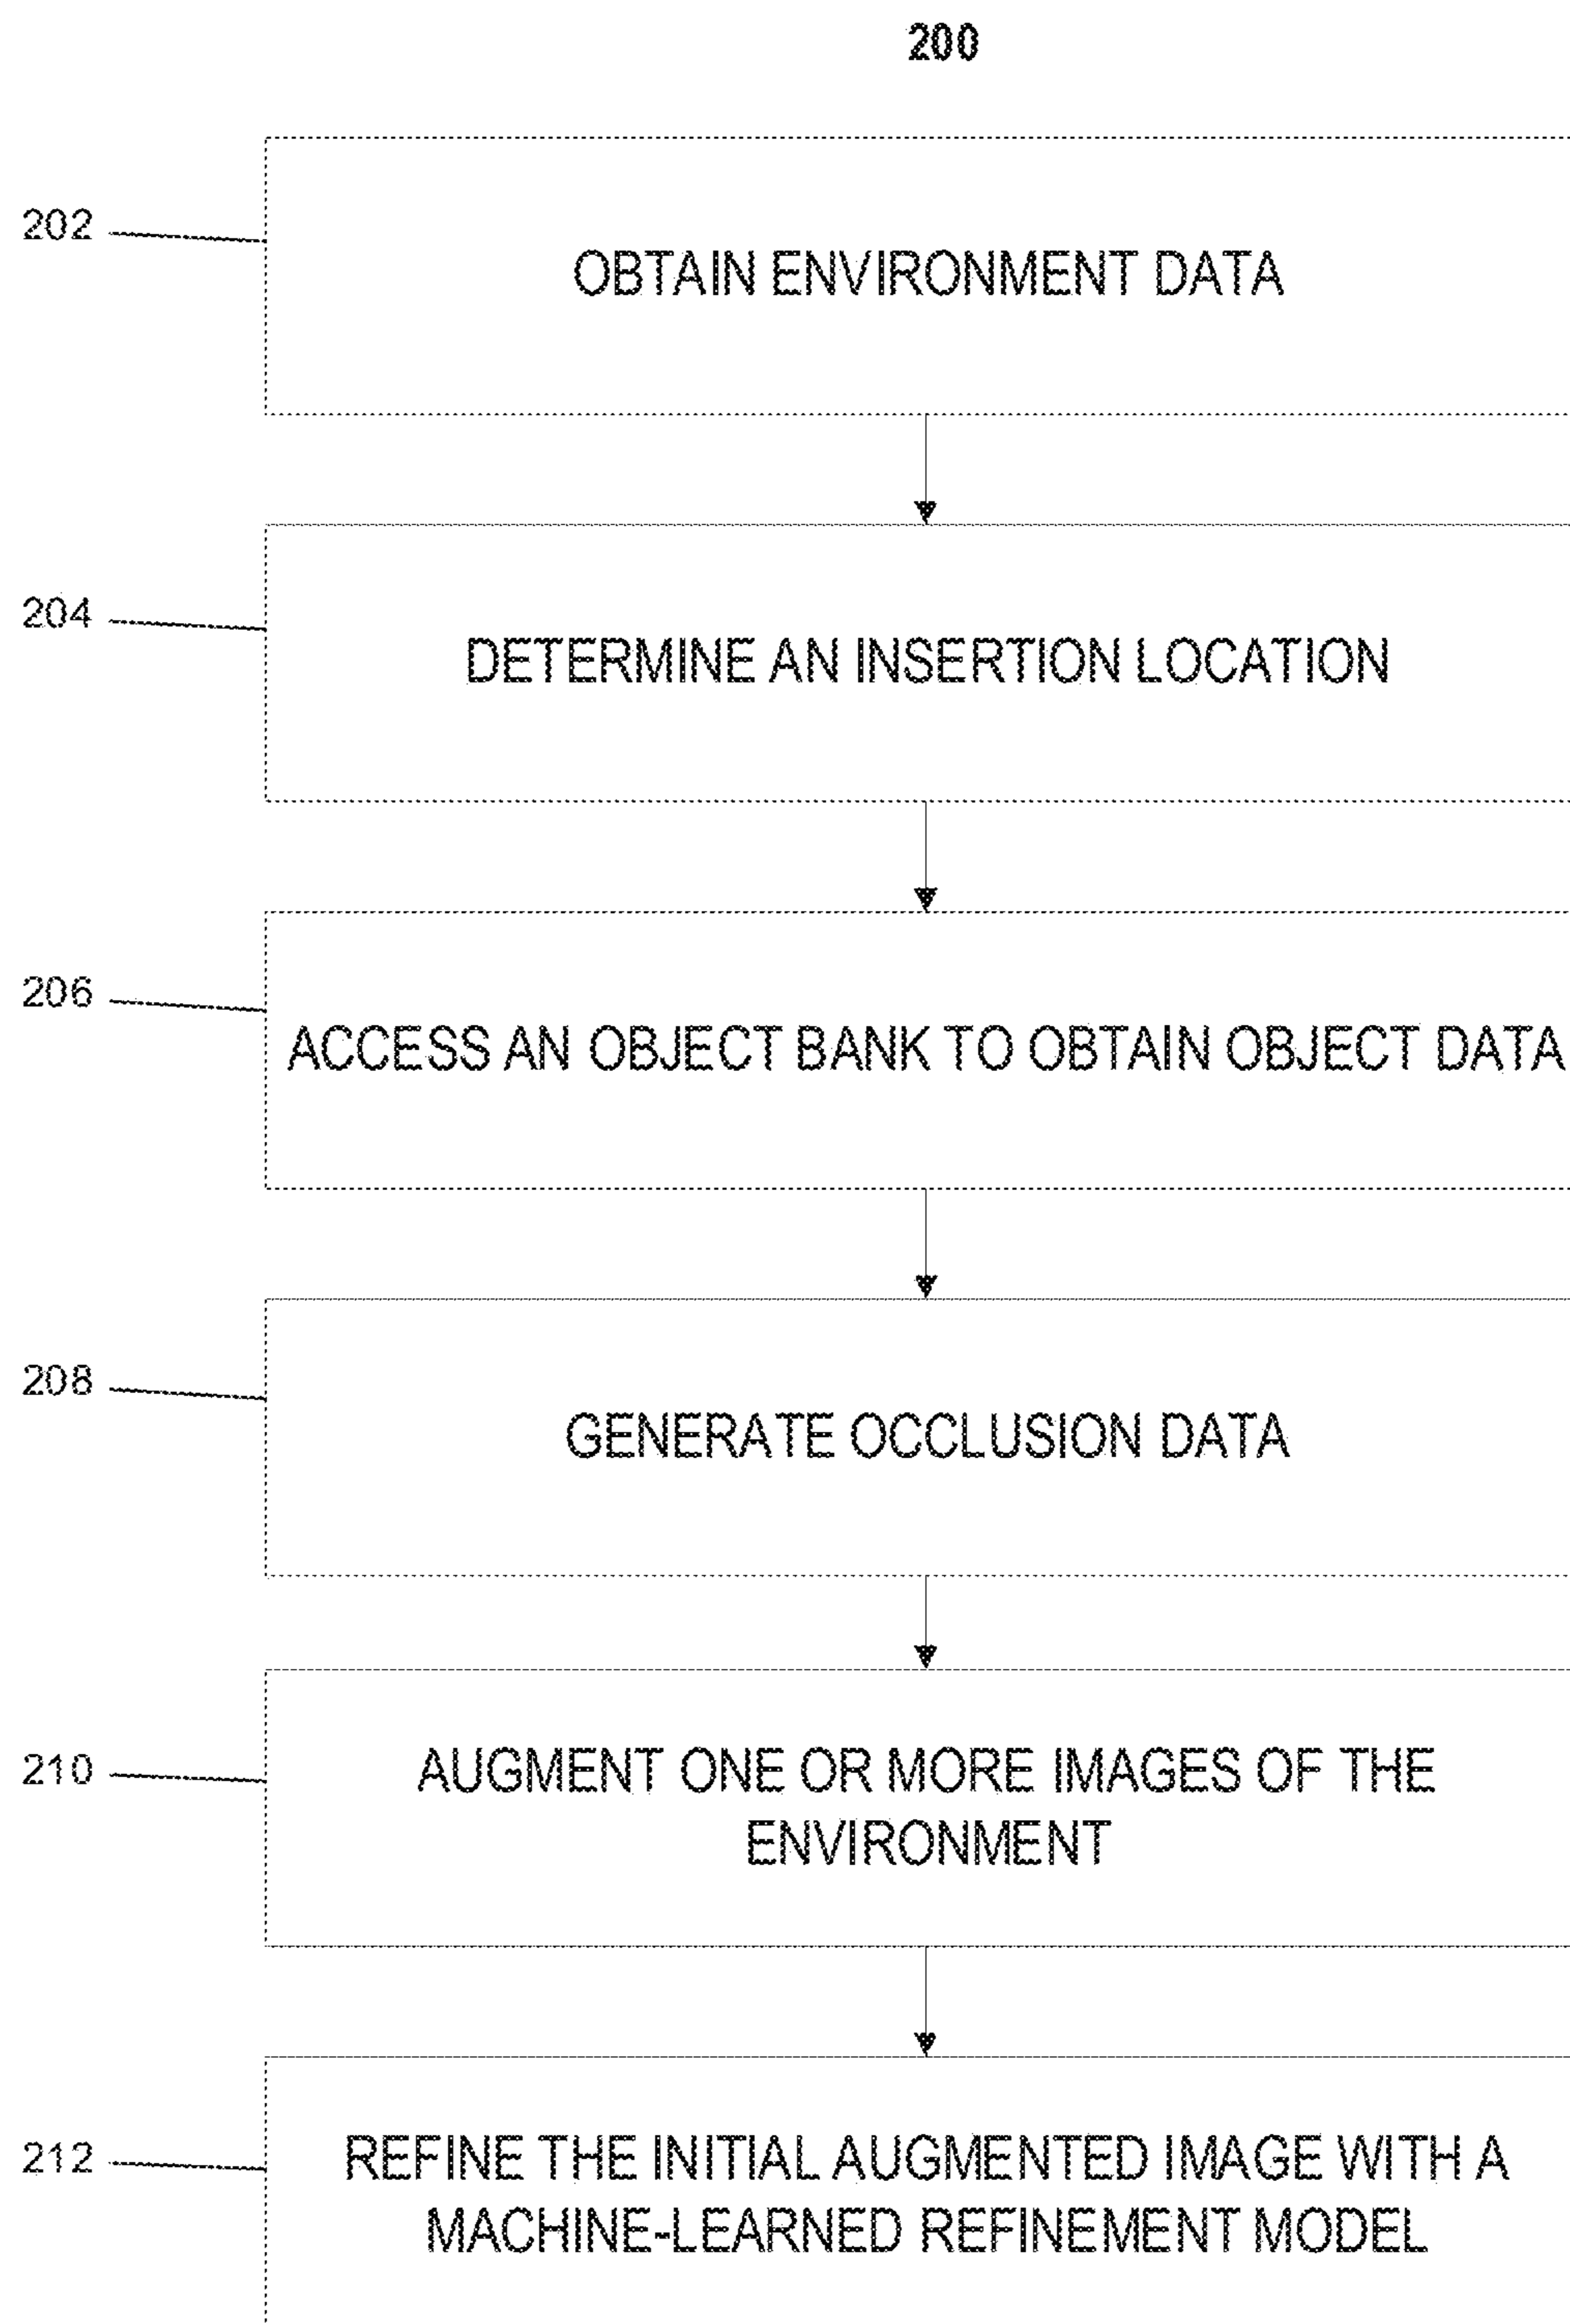 200
202
OBTAIN ENVIRONMENT DATA
204
DETERMINE AN INSERTION LOCATION
206
ACCESS AN OBJECT BANK TO OBTAIN OBJECT DATA
208
GENERATE OCCLUSION DATA
210
AUGMENT ONE OR MORE IMAGES OF THE
ENVIRONMENT
212
REFINE THE INITIAL AUGMENTED IMAGE WITH A
MACHINE-LEARNED REFINEMENT MODEL